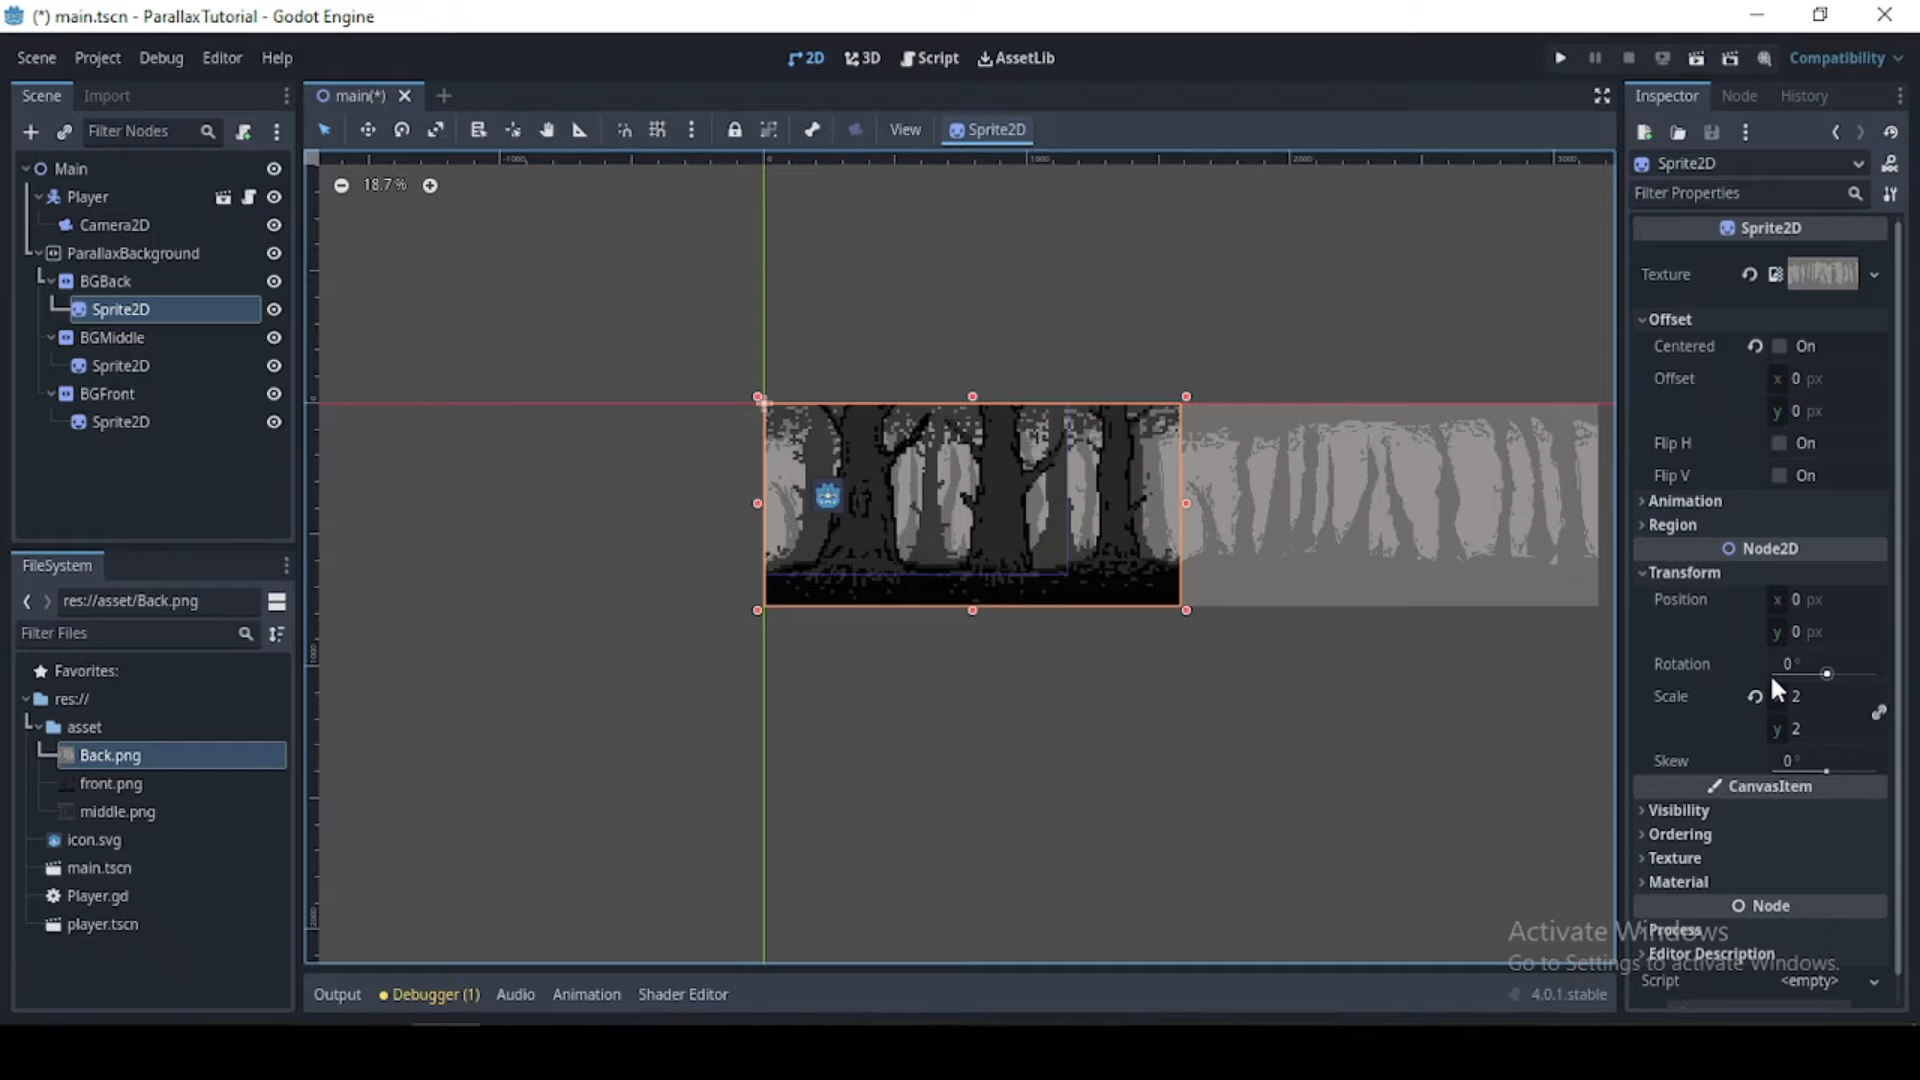 (*) main.tscn - ParallaxTutorial - Godot Engine
Scene Project Debug Editor Help
2D 3D Script AssetLib
Compatibility
Scene Import
main(*)
Inspector Node History
Filter Nodes
View Sprite2D
Main
Player
Camera2D
ParallaxBackground
BGBack
Sprite2D
BGMiddle
Sprite2D
BGFront
Sprite2D
18.7 %
Sprite2D
Filter Properties
Sprite2D
Texture
Offset
Centered On
Offset x 0 px
y 0 px
Flip H On
Flip V On
Animation
Region
Node2D
Transform
Position x 0 px
y 0 px
Rotation 0 °
Scale 2
y 2
Skew 0 °
CanvasItem
Visibility
Ordering
Texture
Material
Node
Process
Editor Description
Script <empty>
FileSystem
res://asset/Back.png
Filter Files
Favorites:
res://
asset
Back.png
front.png
middle.png
icon.svg
main.tscn
Player.gd
player.tscn
Output Debugger (1) Audio Animation Shader Editor
4.0.1.stable
Activate Windows
Go to Settings to activate Windows.